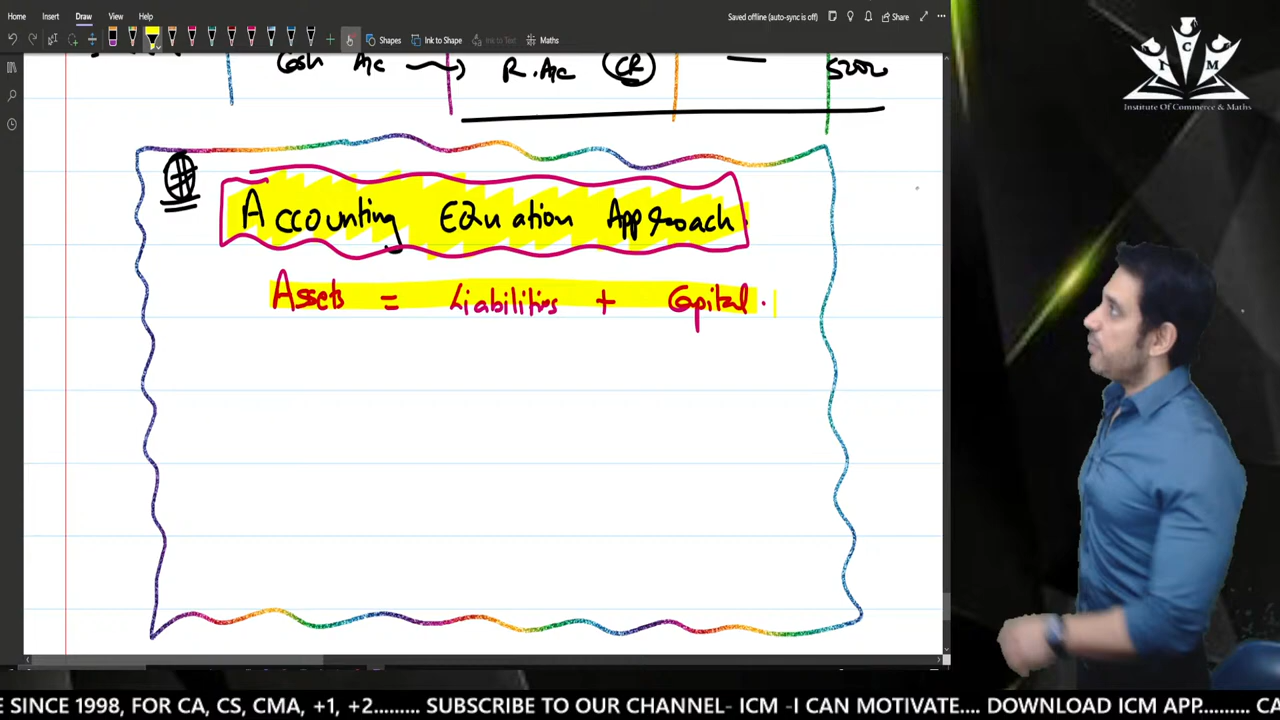 Home Insert Draw View Help
Saved offline (auto-sync is off) Share
Shapes Ink to Shape Ink to Text Maths
Cash A/c R. A/c CR
5200
#
Accounting Equation Approach.
Assets = Liabilities + Capital.
ICM
Institute Of Commerce & Maths
E SINCE 1998, FOR CA, CS, CMA, +1, +2......... SUBSCRIBE TO OUR CHANNEL- ICM -I CAN MOTIVATE.... DOWNLOAD ICM APP.......... CA